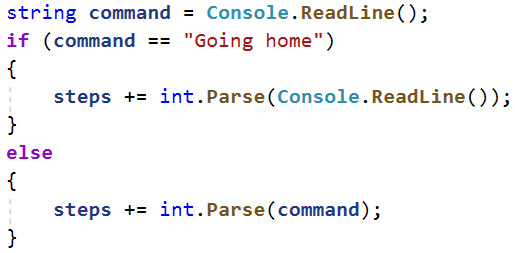 string command = Console.ReadLine();
if (command == "Going home")
{
    steps += int.Parse(Console.ReadLine());
}
else
{
    steps += int.Parse(command);
}